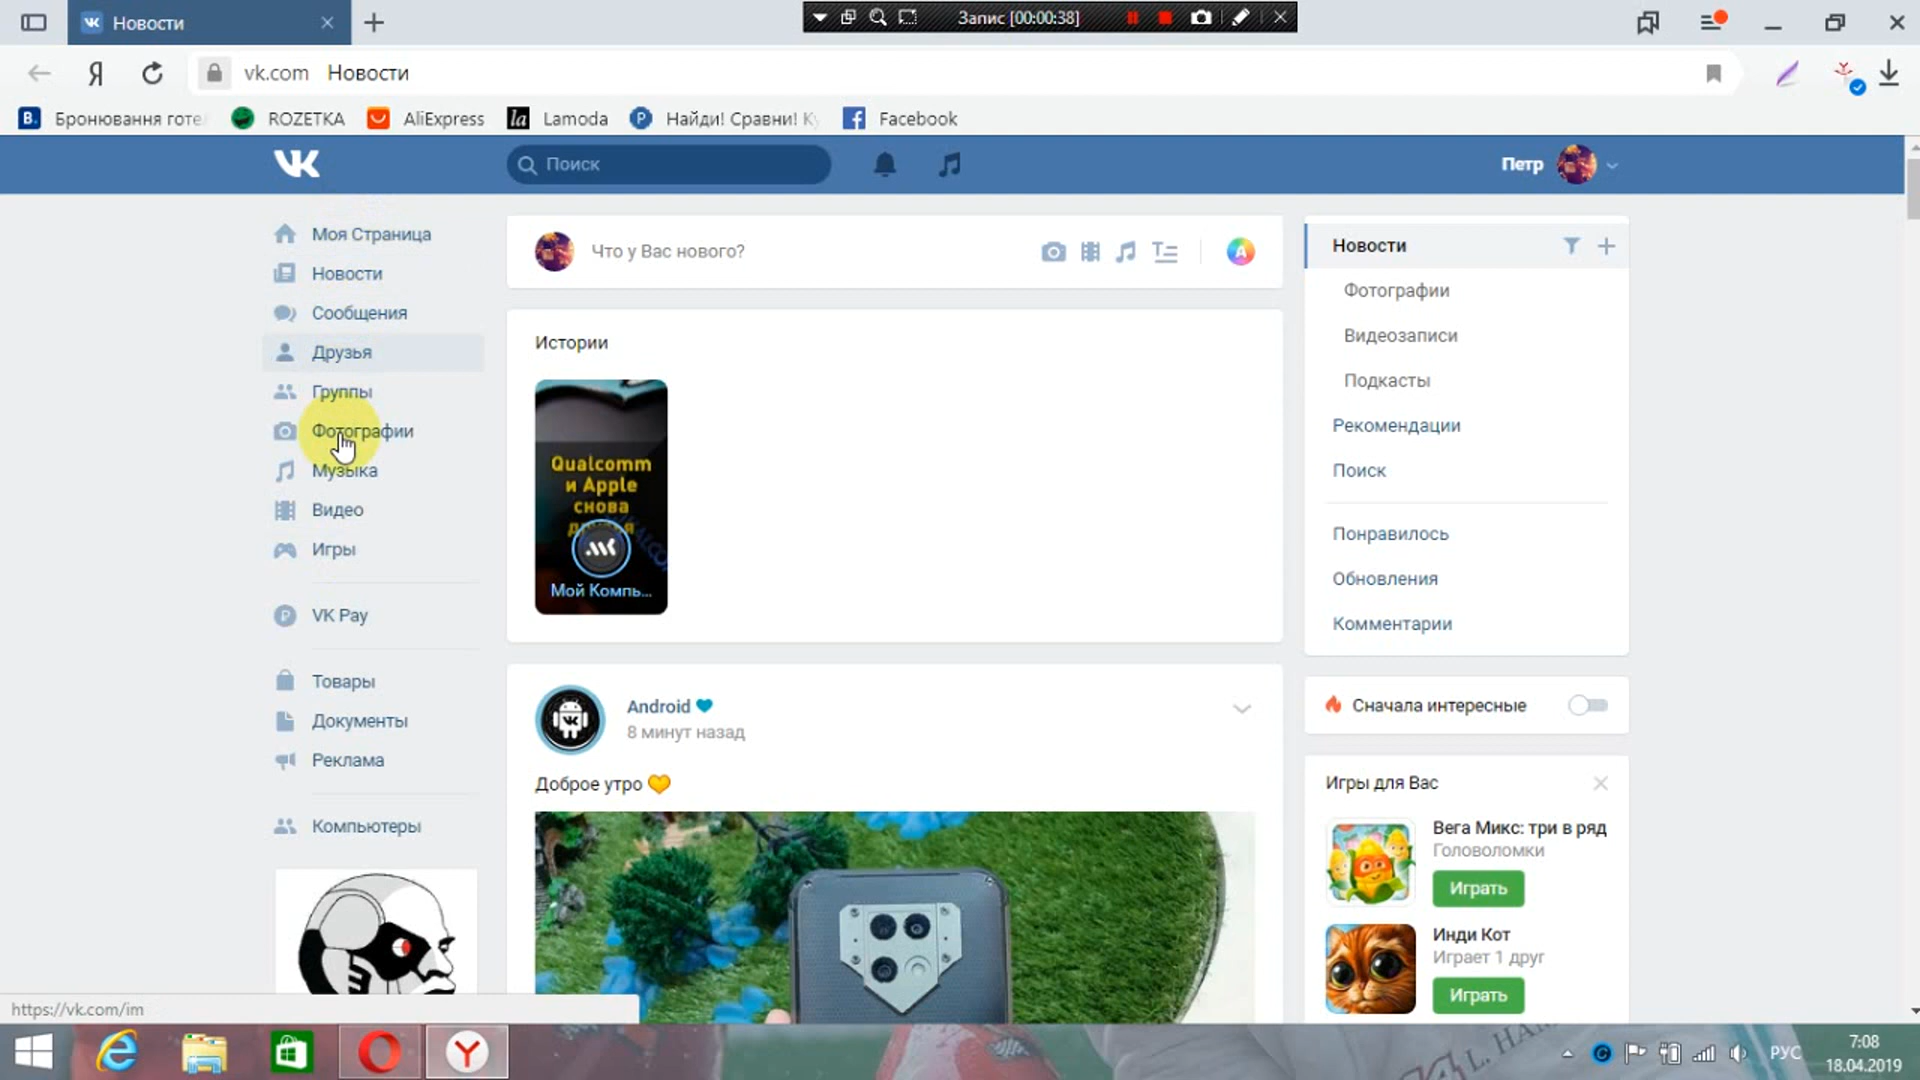 Новости
Запис [00:00:38]
Я
vk.com Новости
B. Бронювання готе
ROZETKA
AliExpress
la Lamoda
P Найди! Сравни! К
Facebook
Поиск
Петр
Моя Страница
Новости
Сообщения
Друзья
Группы
Фотографии
Музыка
Видео
Игры
VK Pay
Товары
Документы
Реклама
Компьютеры
Что у Вас нового?
Истории
Qualcomm
и Apple
снова
Мой Компь...
Android
8 минут назад
Доброе утро
Новости
Фотографии
Видеозаписи
Подкасты
Рекомендации
Поиск
Понравилось
Обновления
Комментарии
Сначала интересные
Игры для Вас
Вега Микс: три в ряд
Головоломки
Играть
Инди Кот
Играет 1 друг
Играть
https://vk.com/im
РУС
7:08
18.04.2019